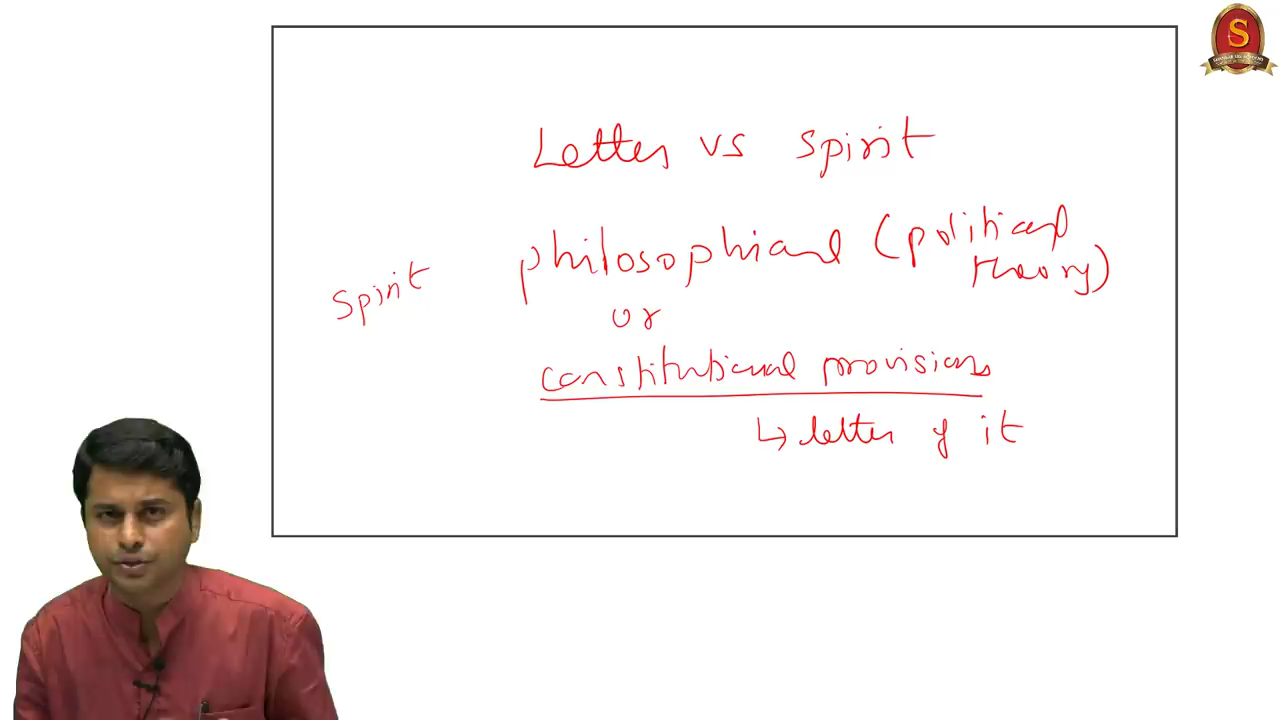 Letter vs spirit
philosophical (political
theory)
spirit
or
constitutional provisions
↳ letter of it
S